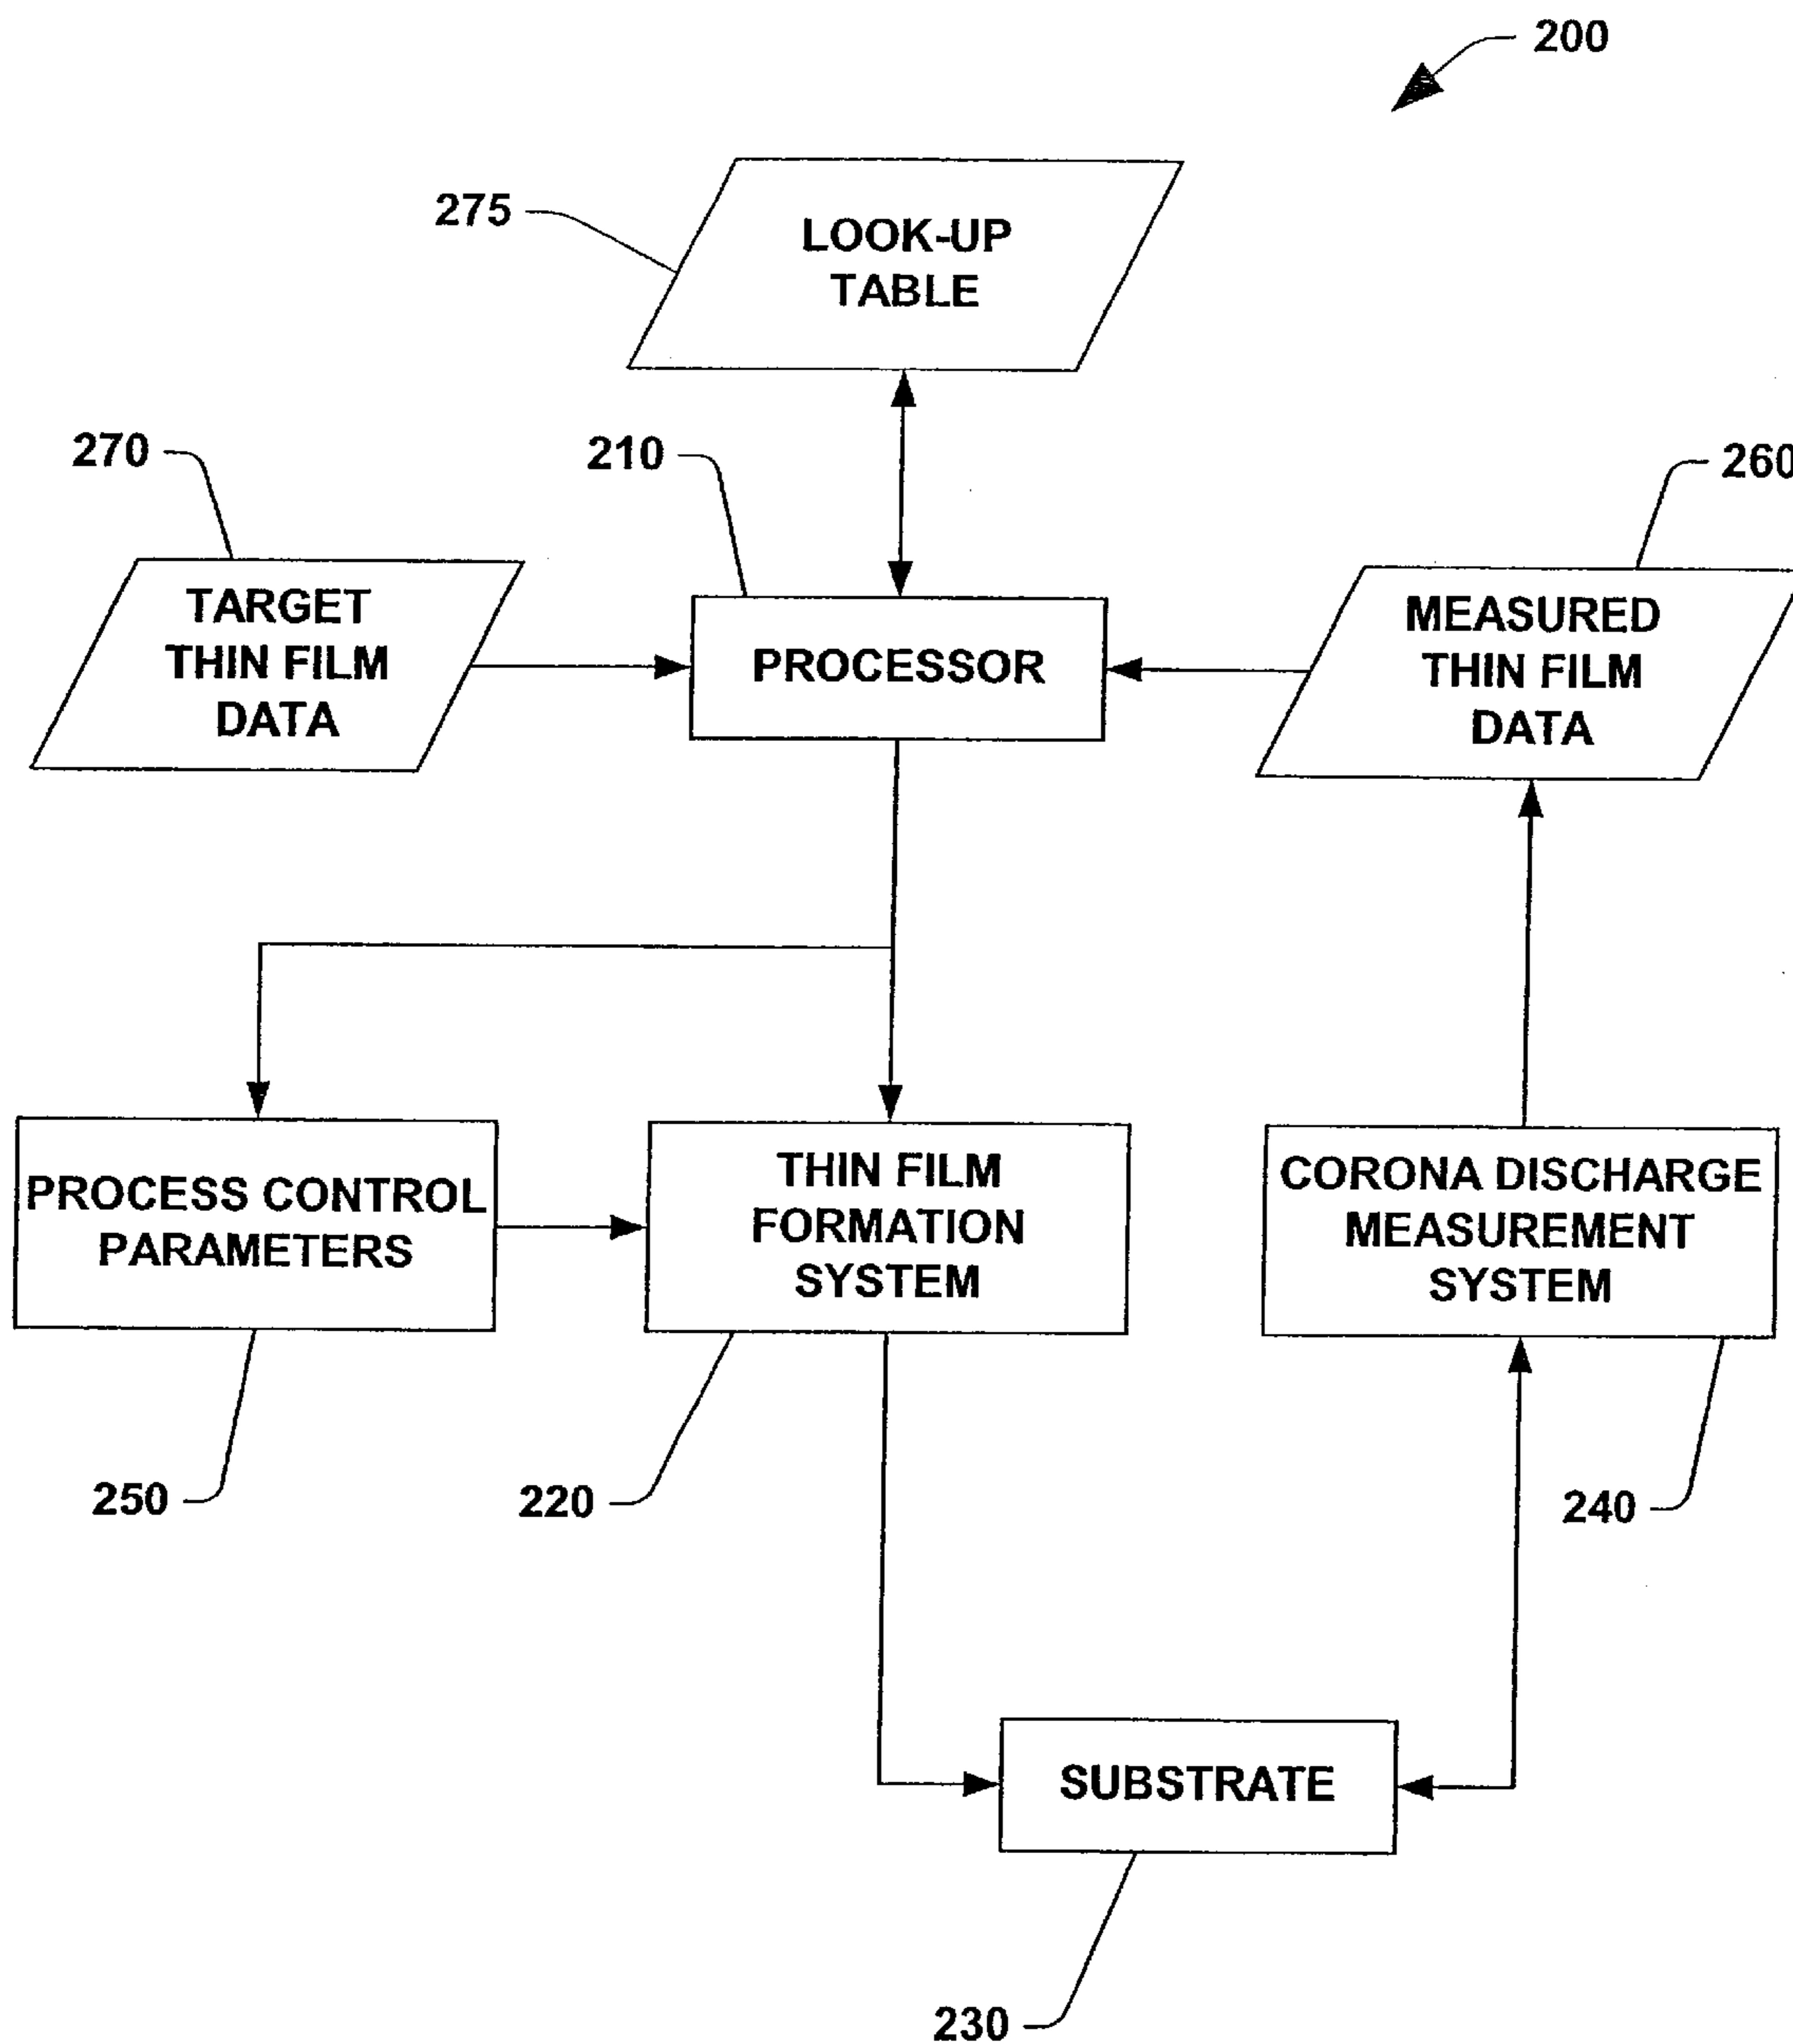 200
275
LOOK-UP
TABLE
270
210
260
TARGET
THIN FILM
DATA
PROCESSOR
MEASURED
THIN FILM
DATA
PROCESS CONTROL
PARAMETERS
THIN FILM
FORMATION
SYSTEM
CORONA DISCHARGE
MEASUREMENT
SYSTEM
250
220
240
SUBSTRATE
230